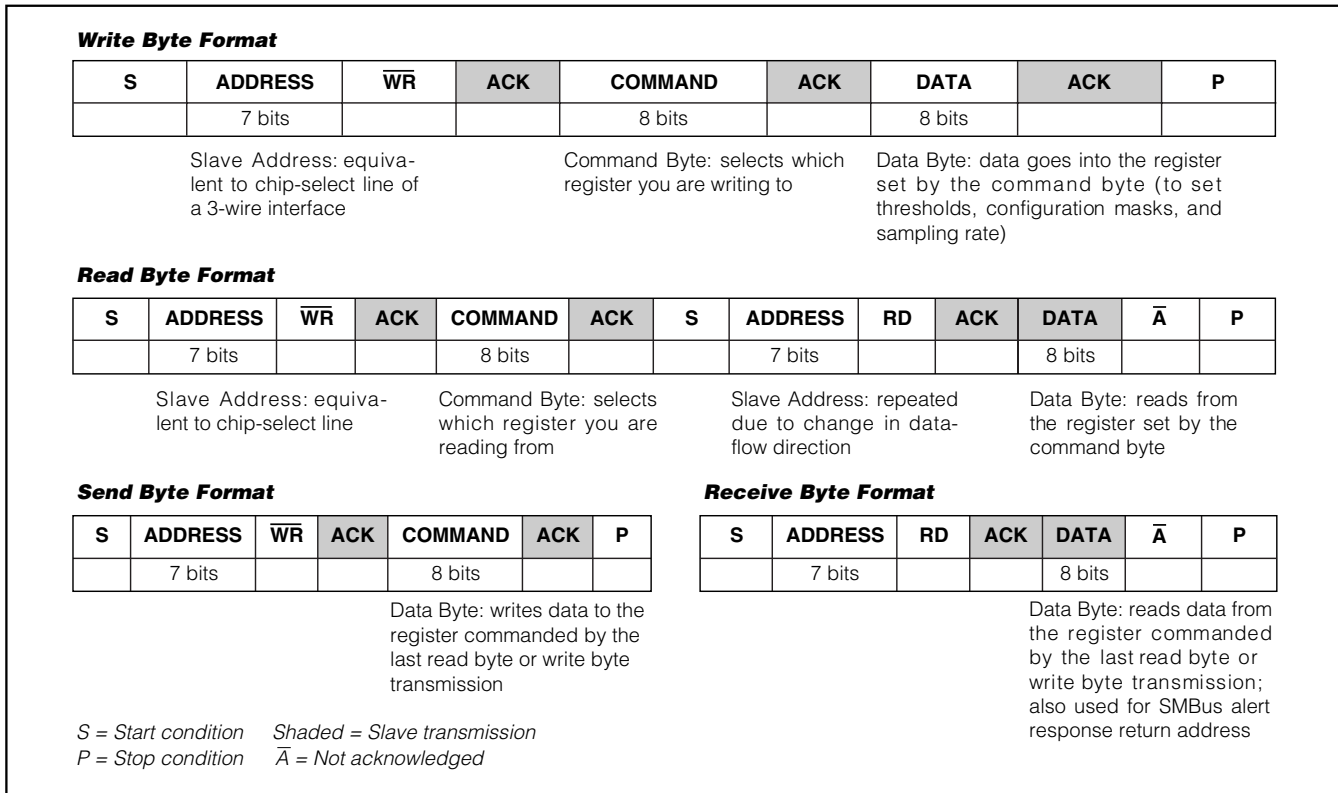 Write Byte Format
S ADDRESS W̅R̅ ACK COMMAND ACK DATA ACK P
7 bits 8 bits 8 bits
Slave Address: equiva-
lent to chip-select line of
a 3-wire interface
Command Byte: selects which
register you are writing to
Data Byte: data goes into the register
set by the command byte (to set
thresholds, configuration masks, and
sampling rate)
Read Byte Format
S ADDRESS W̅R̅ ACK COMMAND ACK S ADDRESS RD ACK DATA A̅ P
7 bits 8 bits 7 bits 8 bits
Slave Address: equiva-
lent to chip-select line
Command Byte: selects
which register you are
reading from
Slave Address: repeated
due to change in data-
flow direction
Data Byte: reads from
the register set by the
command byte
Send Byte Format
S ADDRESS W̅R̅ ACK COMMAND ACK P
7 bits 8 bits
Data Byte: writes data to the
register commanded by the
last read byte or write byte
transmission
Receive Byte Format
S ADDRESS RD ACK DATA A̅ P
7 bits 8 bits
Data Byte: reads data from
the register commanded
by the last read byte or
write byte transmission;
also used for SMBus alert
response return address
S = Start condition Shaded = Slave transmission
P = Stop condition A̅ = Not acknowledged